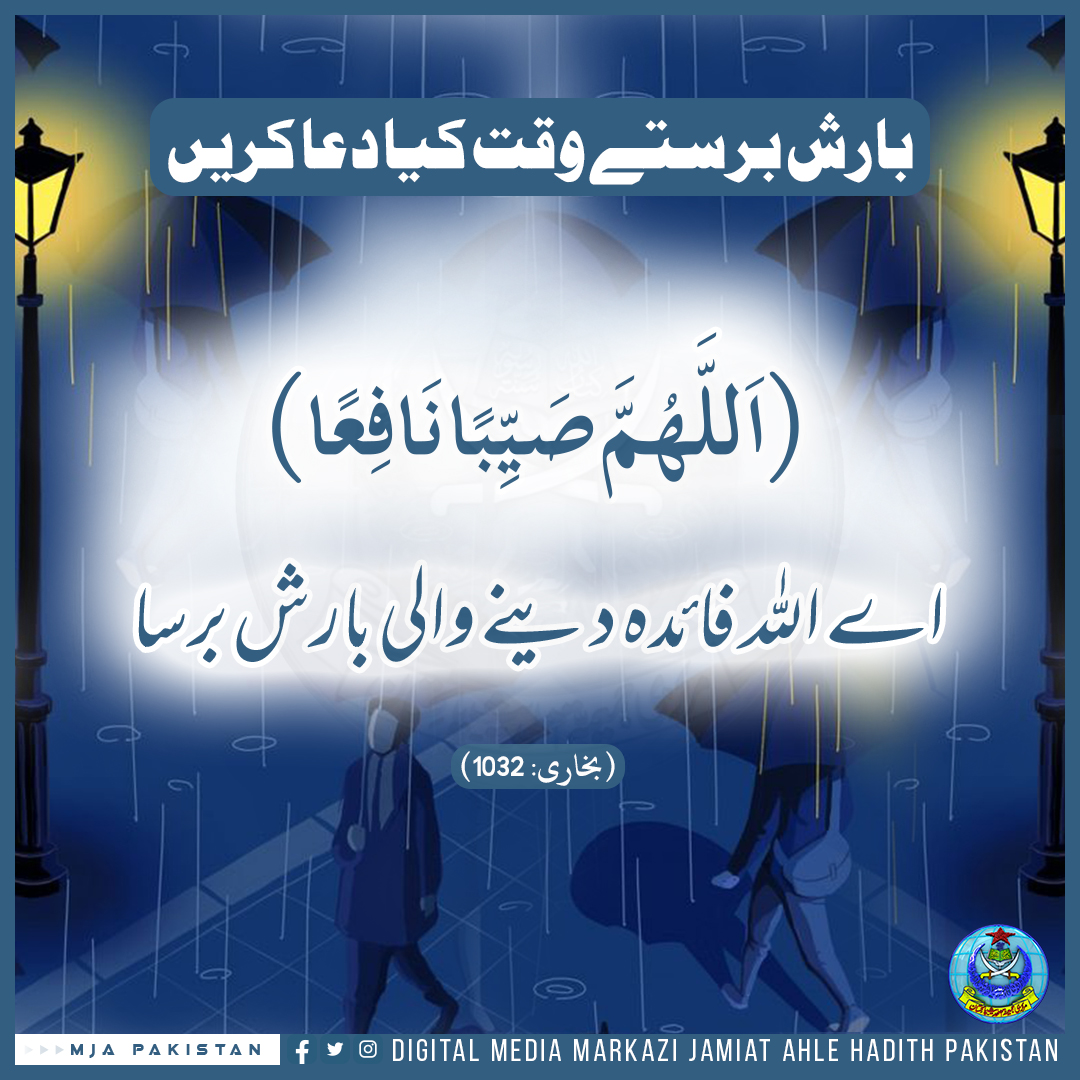 بارش برستے وقت کیا دعا کریں
(اَللَّهُمَّ صَيِّبًا نَافِعًا)
اے اللہ فائدہ دینے والی بارش برسا
(بخاری: 1032)
MJA PAKISTAN
DIGITAL MEDIA MARKAZI JAMIAT AHLE HADITH PAKISTAN